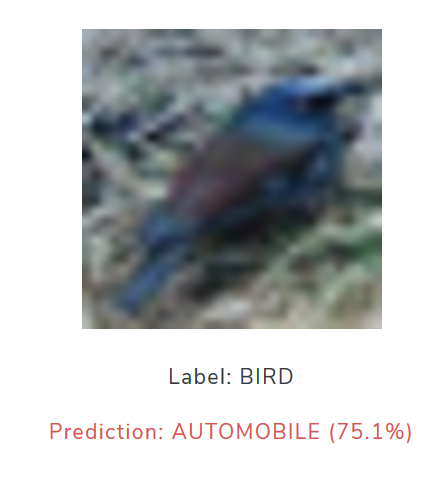 Label: BIRD
Prediction: AUTOMOBILE (75.1%)